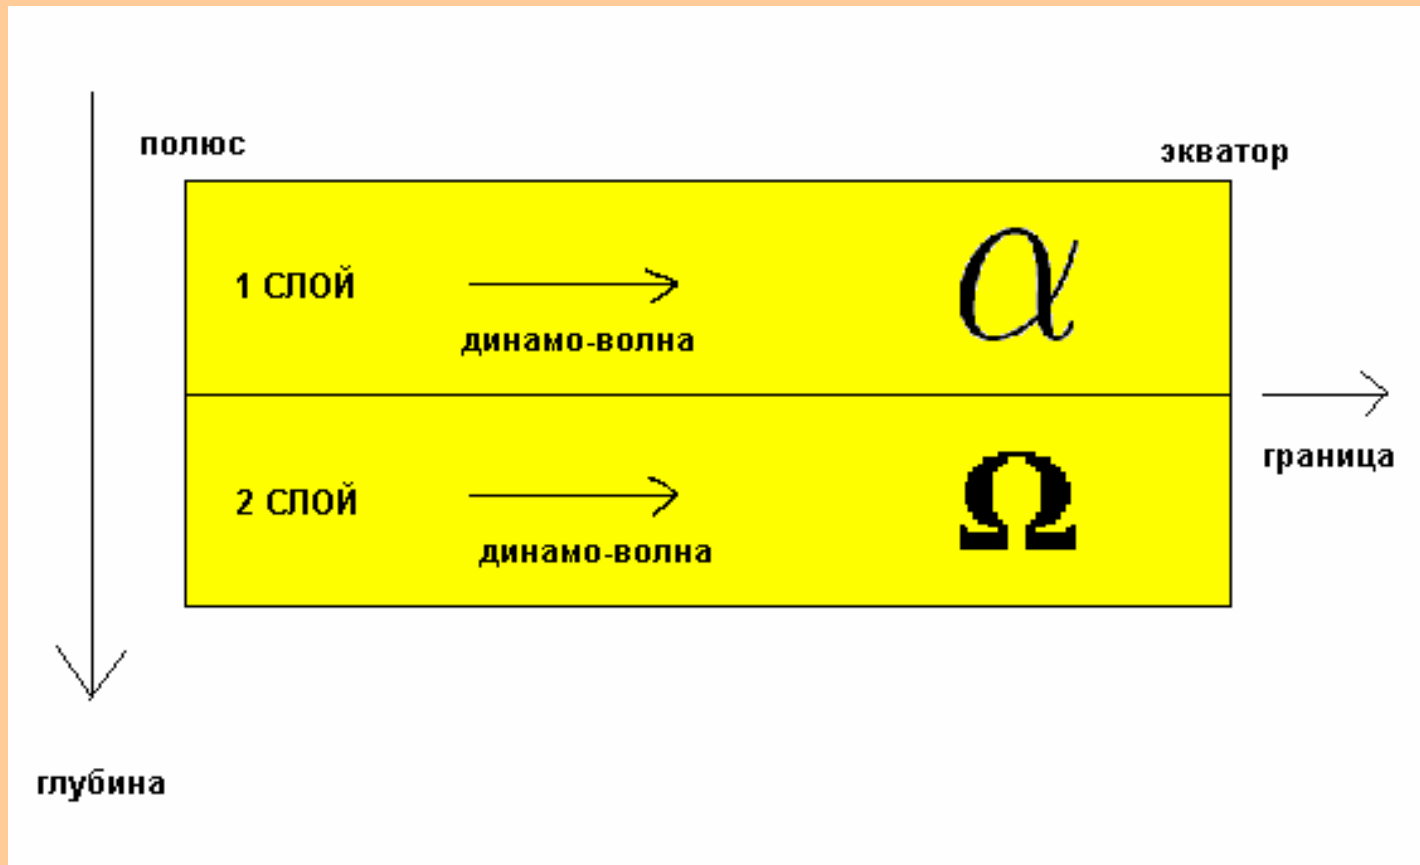 полюс
экватор
1 СЛОЙ
α
динамо-волна
граница
2 СЛОЙ
Ω
динамо-волна
глубина